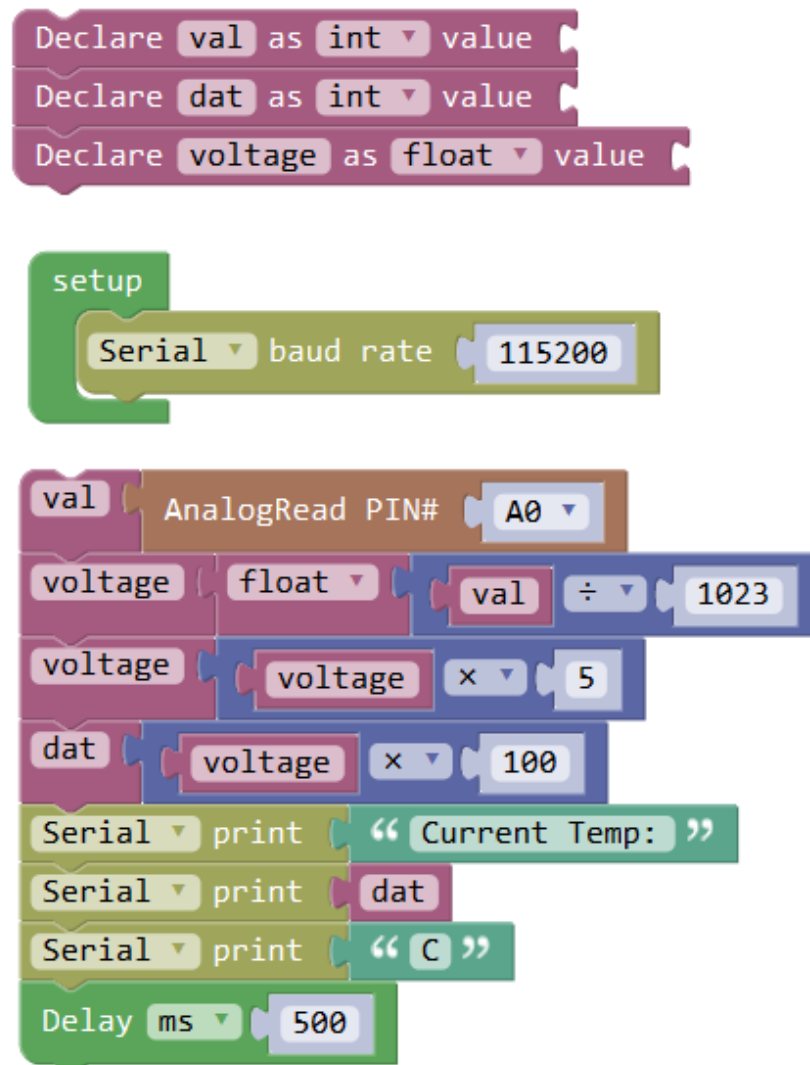 Declare val as int value
Declare dat as int value
Declare voltage as float value
setup
Serial baud rate 115200
val AnalogRead PIN# A0
voltage float val ÷ 1023
voltage voltage × 5
dat voltage × 100
Serial print “ Current Temp: ”
Serial print dat
Serial print “ C ”
Delay ms 500